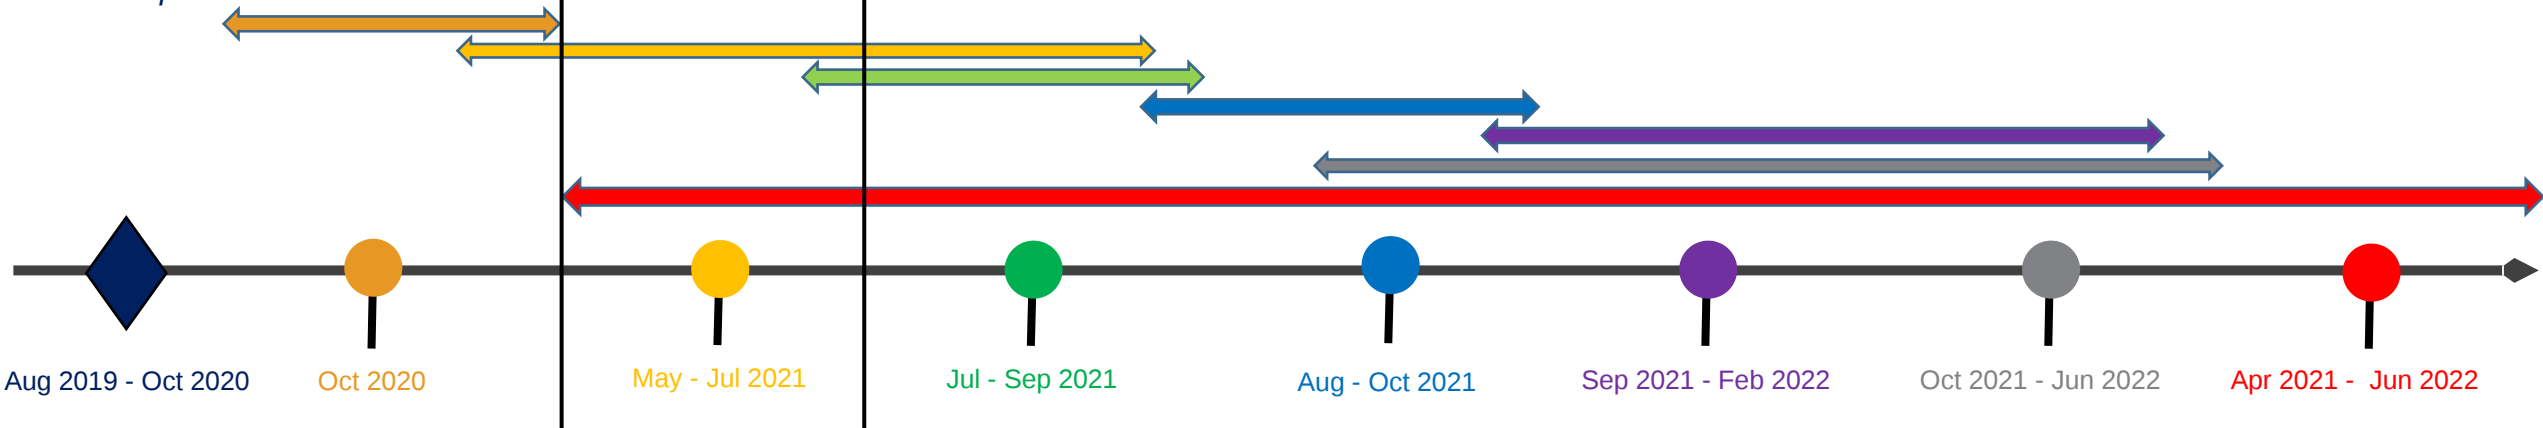 Aug 2019 - Oct 2020
Oct 2020
May - Jul 2021
Jul - Sep 2021
Aug - Oct 2021
Sep 2021 - Feb 2022
Oct 2021 - Jun 2022
Apr 2021 -  Jun 2022